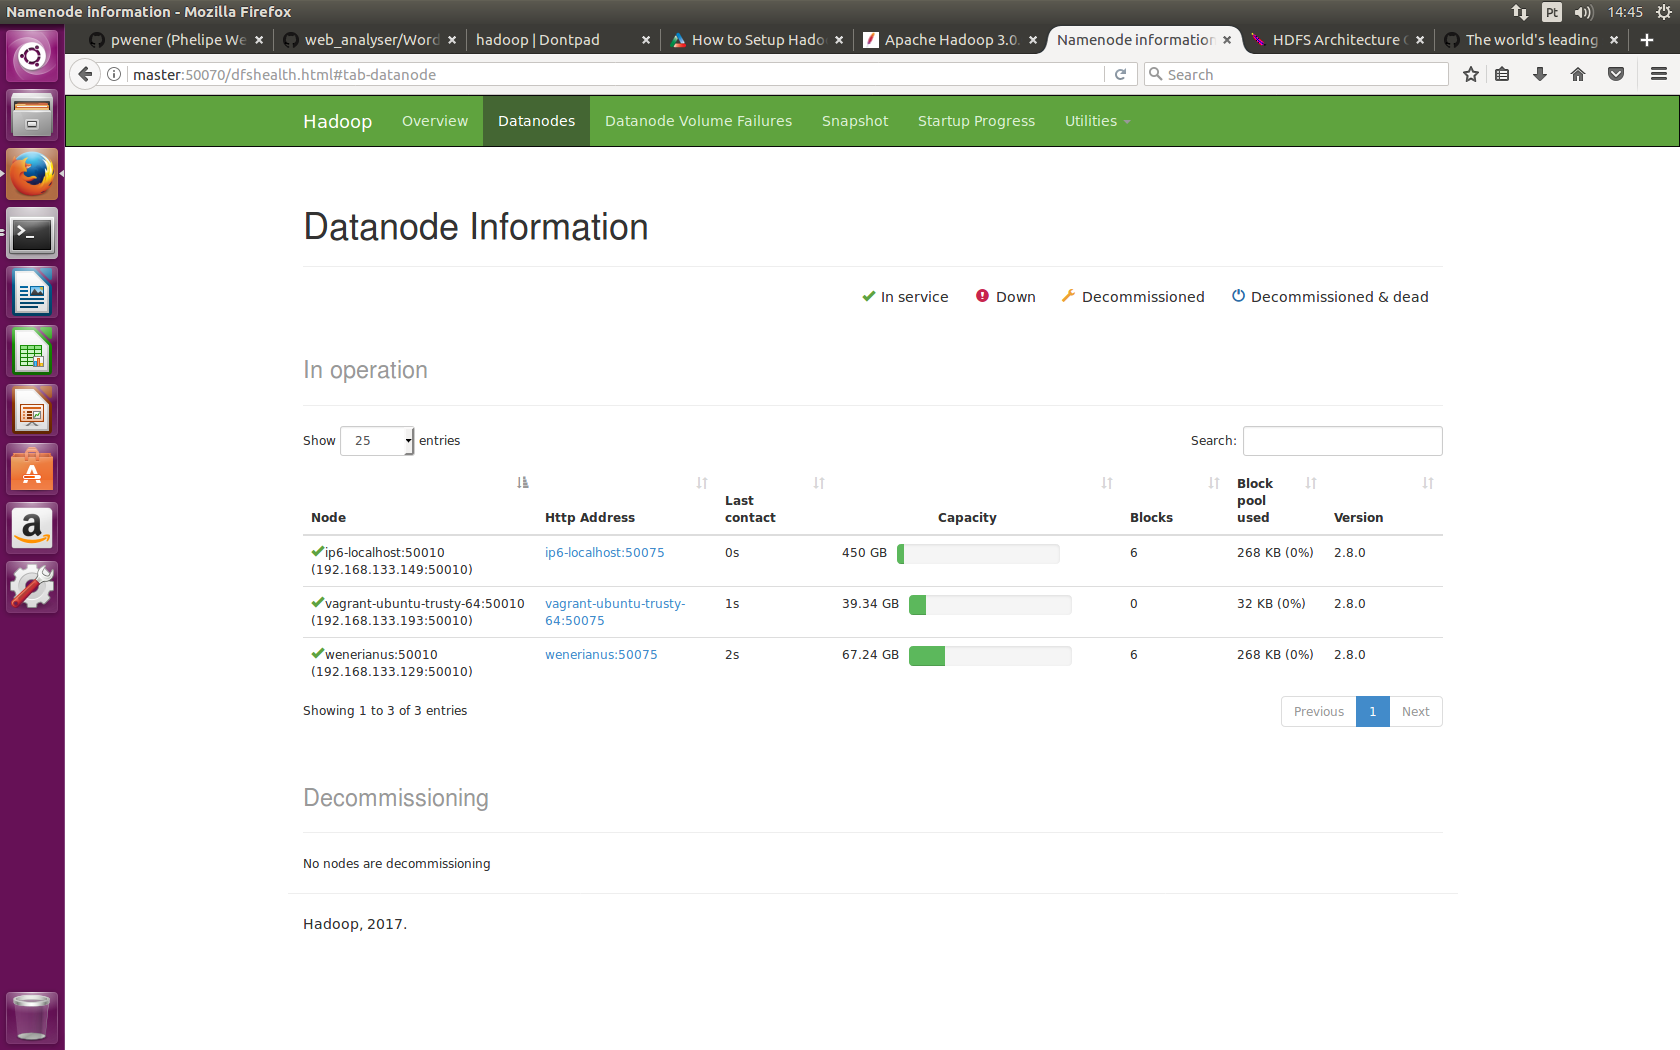 Namenode information - Mozilla Firefox
Pt
14:45
pwener (Phelipe We
web_analyser/Word
hadoop | Dontpad
How to Setup Hado
Apache Hadoop 3.0.
Namenode information
HDFS Architecture
The world's leading
master:50070/dfshealth.html#tab-datanode
Search
Hadoop
Overview
Datanodes
Datanode Volume Failures
Snapshot
Startup Progress
Utilities
Datanode Information
In service
Down
Decommissioned
Decommissioned & dead
In operation
Show 25 entries
Search:
Node
Http Address
Last
contact
Capacity
Blocks
Block
pool
used
Version
ip6-localhost:50010
(192.168.133.149:50010)
ip6-localhost:50075
0s
450 GB
6
268 KB (0%)
2.8.0
vagrant-ubuntu-trusty-64:50010
(192.168.133.193:50010)
vagrant-ubuntu-trusty-
64:50075
1s
39.34 GB
0
32 KB (0%)
2.8.0
wenerianus:50010
(192.168.133.129:50010)
wenerianus:50075
2s
67.24 GB
6
268 KB (0%)
2.8.0
Showing 1 to 3 of 3 entries
Previous
1
Next
Decommissioning
No nodes are decommissioning
Hadoop, 2017.